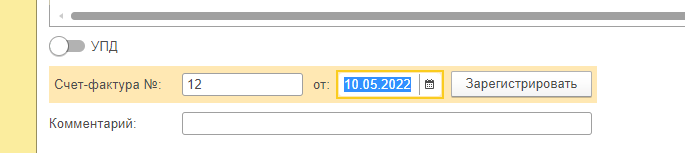 УПД
Счет-фактура №: 12 от: 10.05.2022 Зарегистрировать
Комментарий: